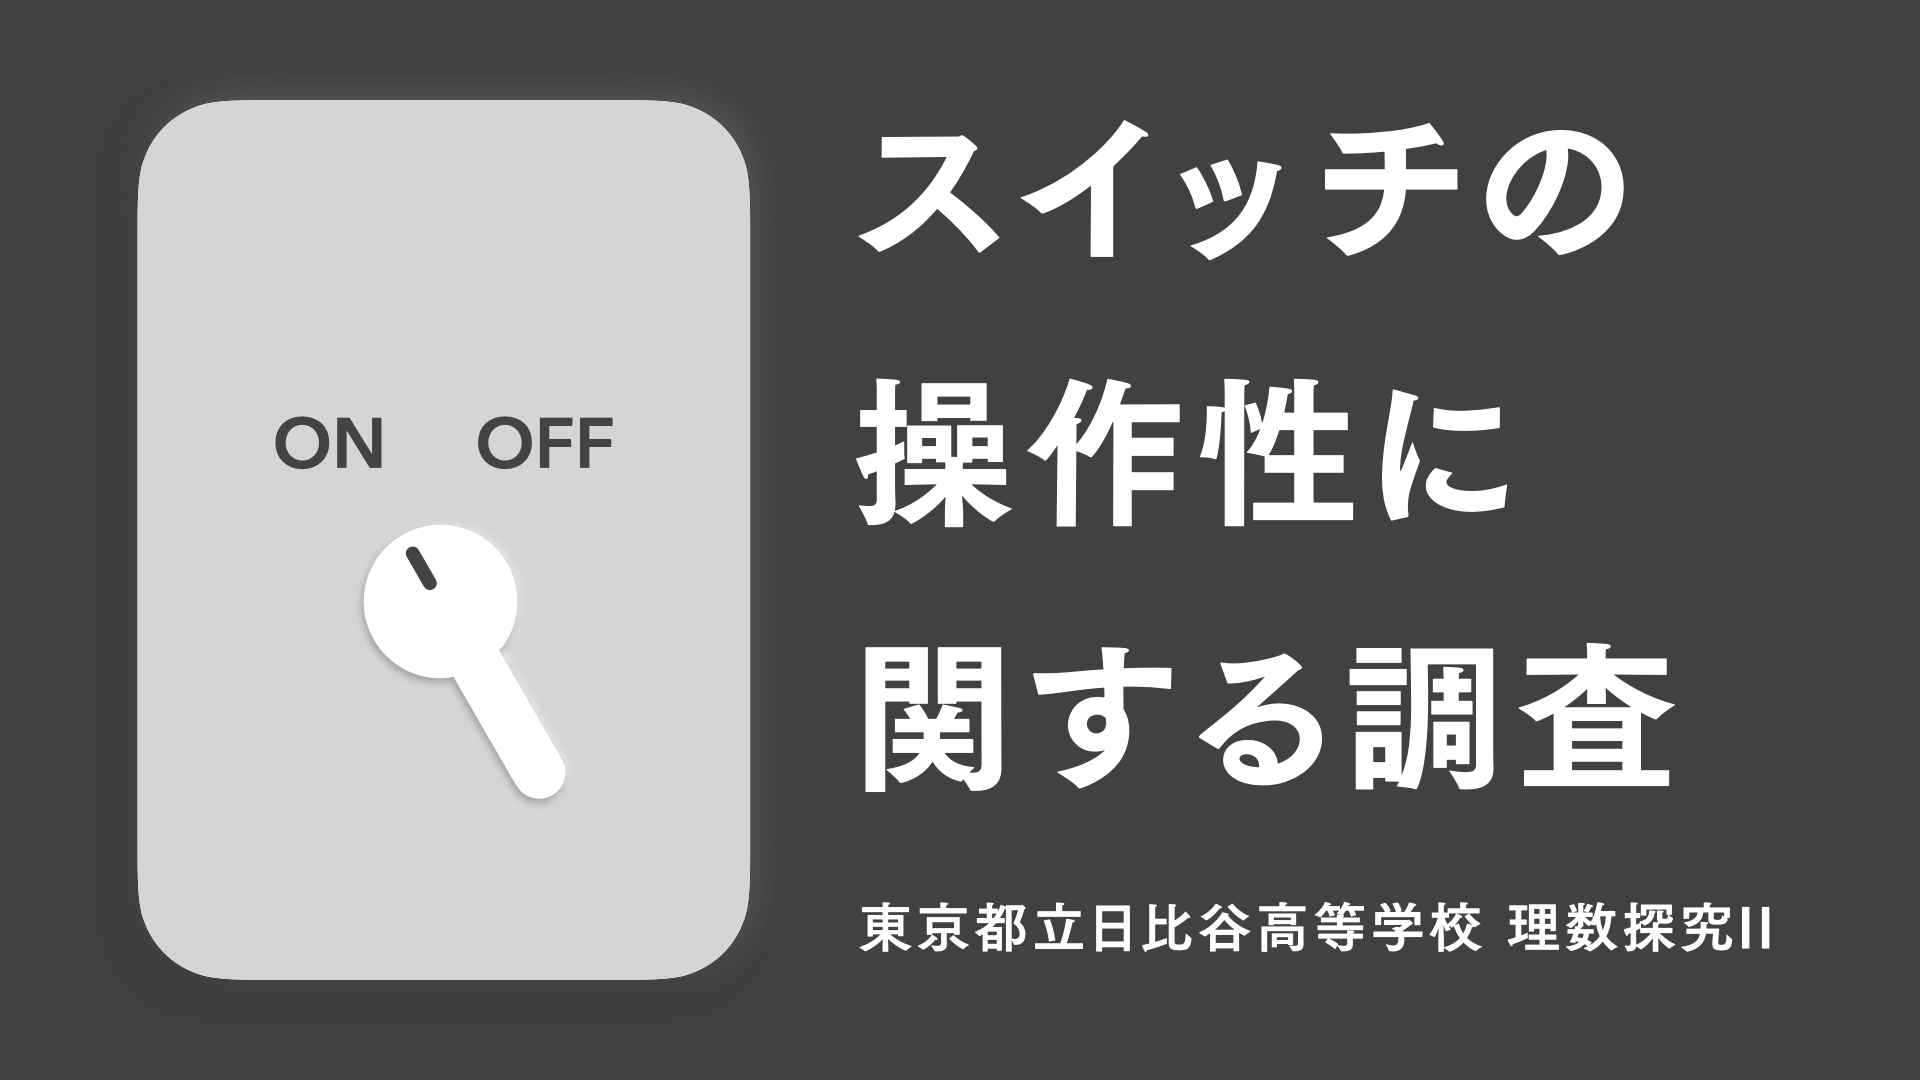 ON OFF
スイッチの
操作性に
関する調査
東京都立日比谷高等学校 理数探究II